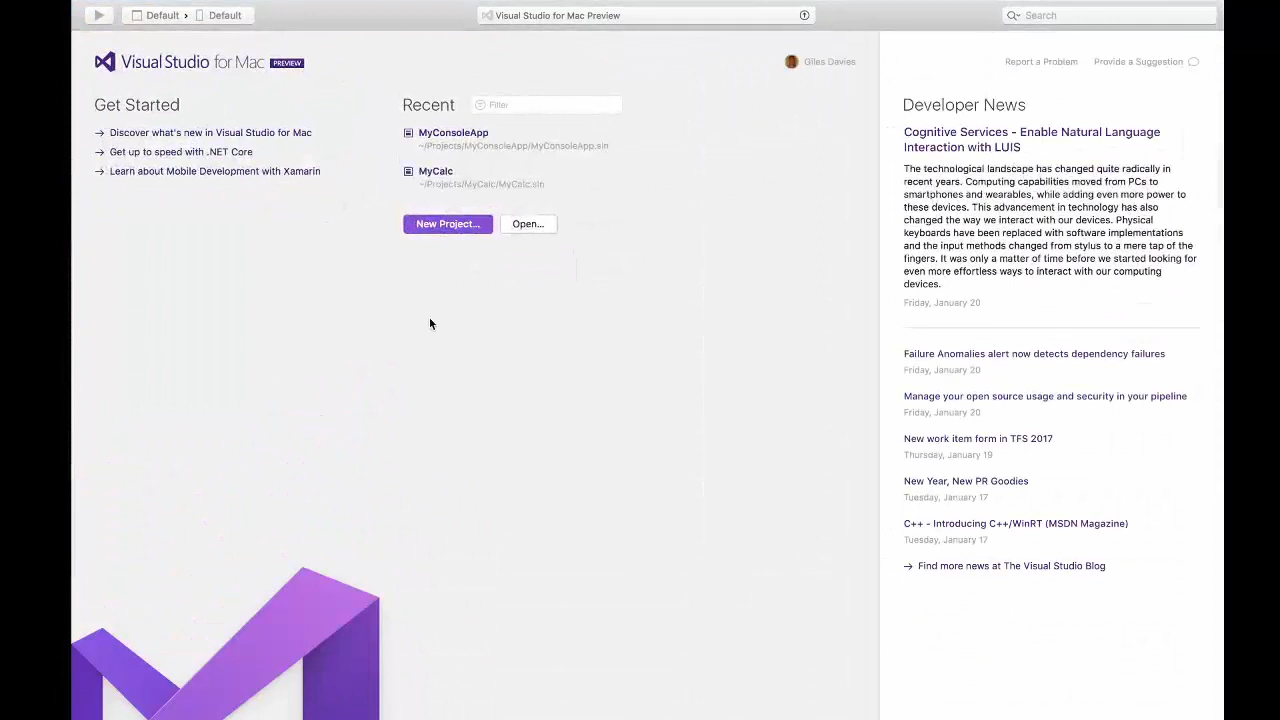 Default › Default
Visual Studio for Mac Preview
Search
Visual Studio for Mac PREVIEW
Giles Davies
Report a Problem
Provide a Suggestion
Get Started
Discover what's new in Visual Studio for Mac
Get up to speed with .NET Core
Learn about Mobile Development with Xamarin
Recent
Filter
MyConsoleApp
~/Projects/MyConsoleApp/MyConsoleApp.sln
MyCalc
~/Projects/MyCalc/MyCalc.sln
New Project...
Open...
Developer News
Cognitive Services - Enable Natural Language
Interaction with LUIS
The technological landscape has changed quite radically in
recent years. Computing capabilities moved from PCs to
smartphones and wearables, while adding even more power to
these devices. This advancement in technology has also
changed the way we interact with our devices. Physical
keyboards have been replaced with software implementations
and the input methods changed from stylus to a mere tap of the
fingers. It was only a matter of time before we started looking for
even more effortless ways to interact with our computing
devices.
Friday, January 20
Failure Anomalies alert now detects dependency failures
Friday, January 20
Manage your open source usage and security in your pipeline
Friday, January 20
New work item form in TFS 2017
Thursday, January 19
New Year, New PR Goodies
Tuesday, January 17
C++ - Introducing C++/WinRT (MSDN Magazine)
Tuesday, January 17
Find more news at The Visual Studio Blog